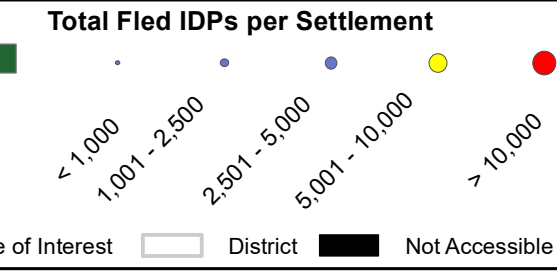 Total Fled IDPs per Settlement
< 1,000
1,001 - 2,500
2,501 - 5,000
5,001 - 10,000
> 10,000
e of Interest District Not Accessible